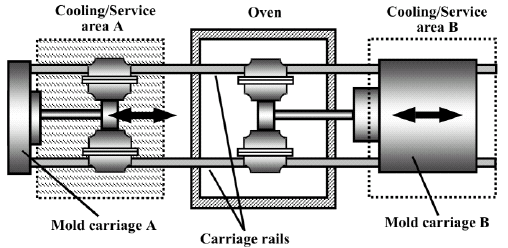 Cooling/Service
area A
Oven
Cooling/Service
area B
Mold carriage A
Carriage rails
Mold carriage B